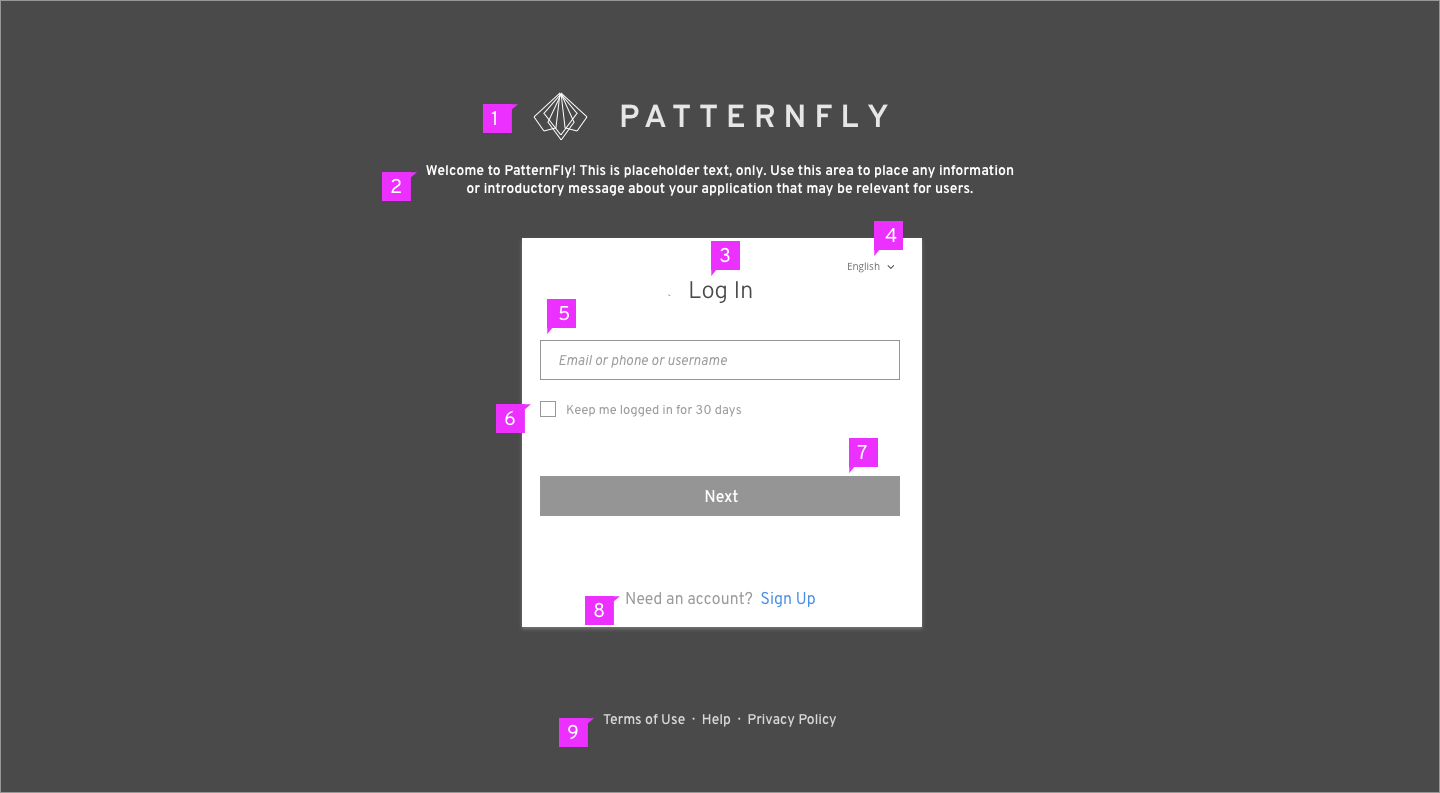 1
PATTERNFLY
Welcome to PatternFly! This is placeholder text, only. Use this area to place any information
2
or introductory message about your application that may be relevant for users.
4
3
English
Log In
5
Email or phone or username
6
Keep me logged in for 30 days
7
Next
8
Need an account? Sign Up
9
Terms of Use · Help · Privacy Policy